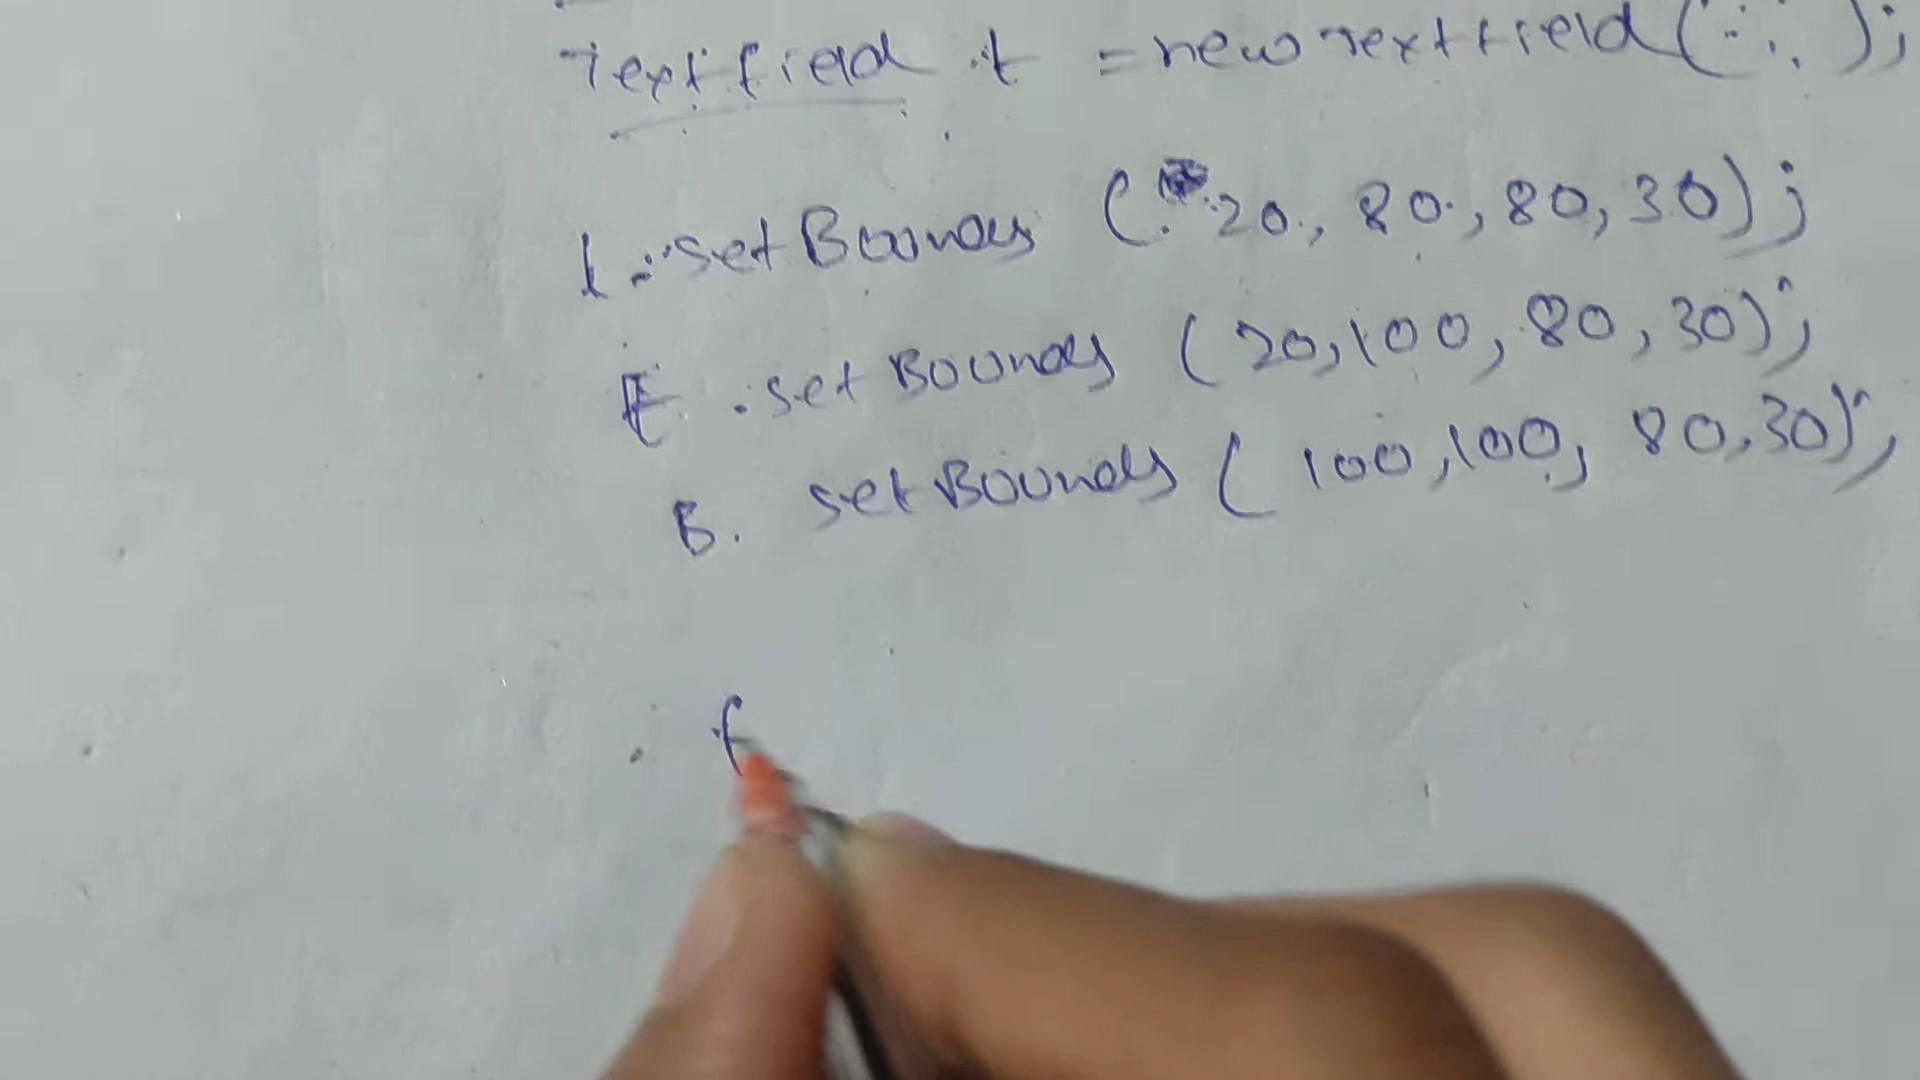 Textfield t = new Textfield( );
l.setBounds (20, 80, 80, 30);
t.setBounds (20,100, 80, 30);
B. setBounds (100,100, 80,30);
f